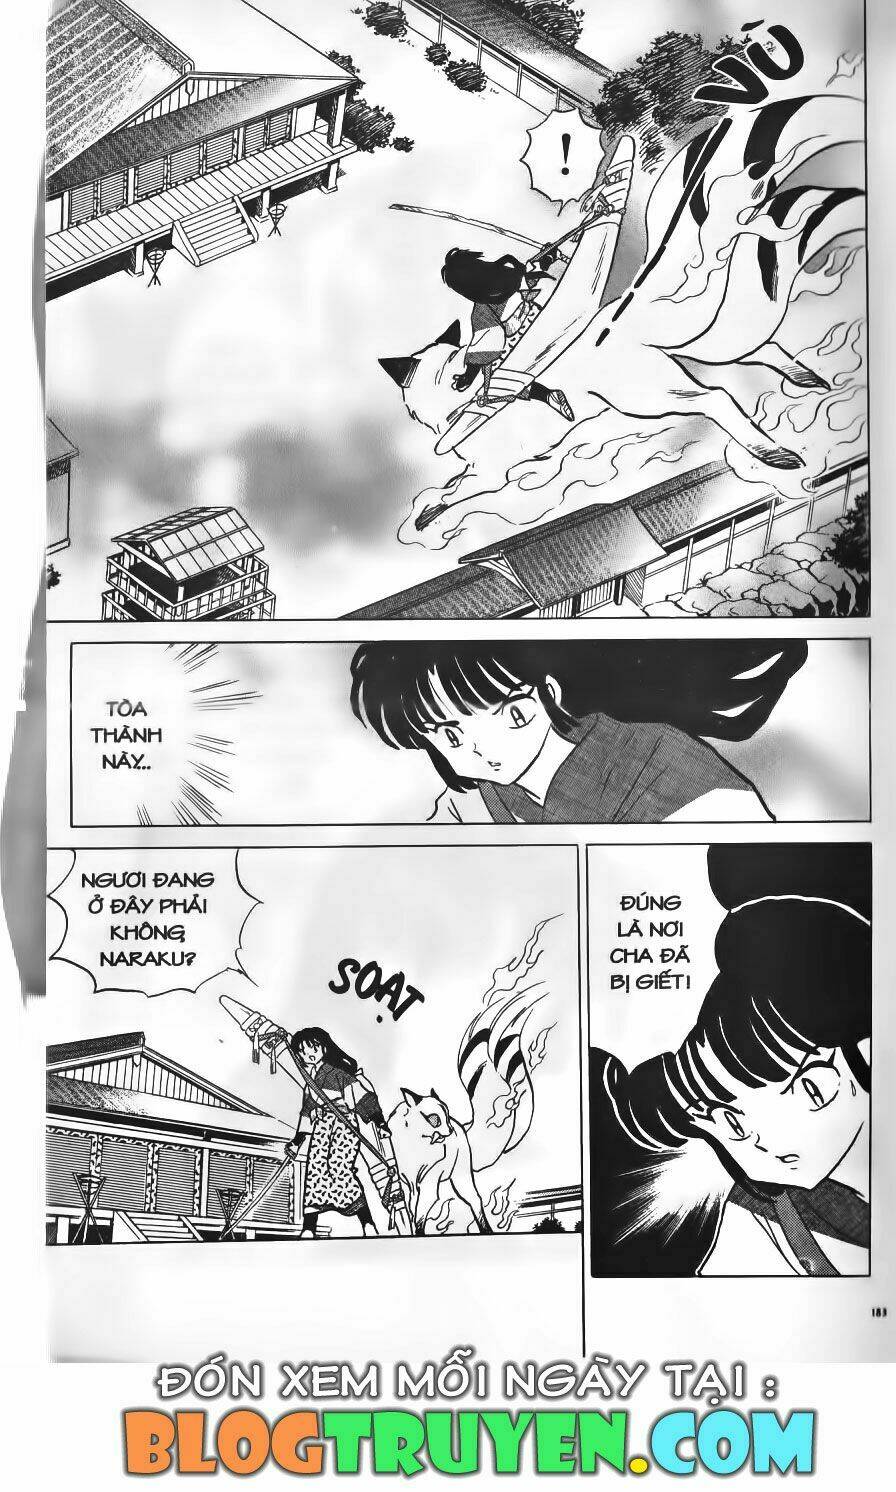 VÙ
!
TÒA
THÀNH
NÀY...
ĐÚNG
LÀ NƠI
CHA ĐÃ
BỊ GIẾT!
NGƯƠI ĐANG
Ở ĐÂY PHẢI
KHÔNG,
NARAKU?
SOẠT
183
ĐÓN XEM MỖI NGÀY TẠI :
BLOGTRUYEN.COM